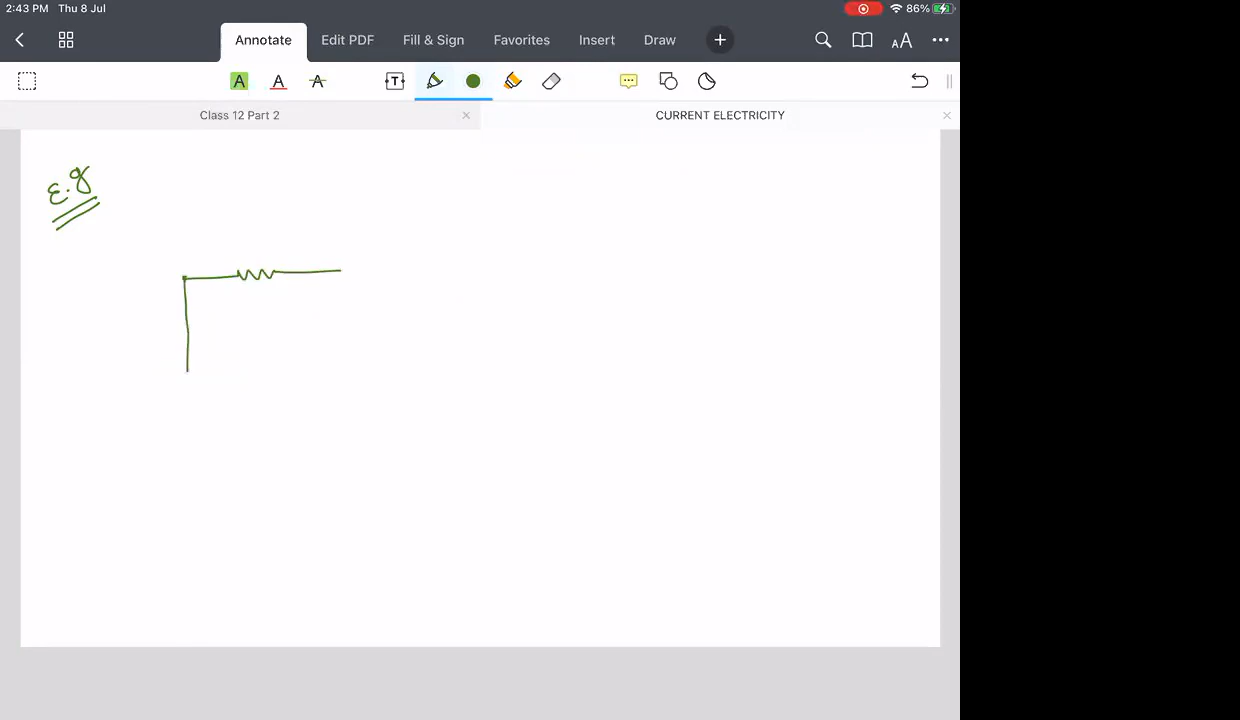 2:43 PM Thu 8 Jul 86%
Annotate Edit PDF Fill & Sign Favorites Insert Draw
Class 12 Part 2 CURRENT ELECTRICITY
E.g